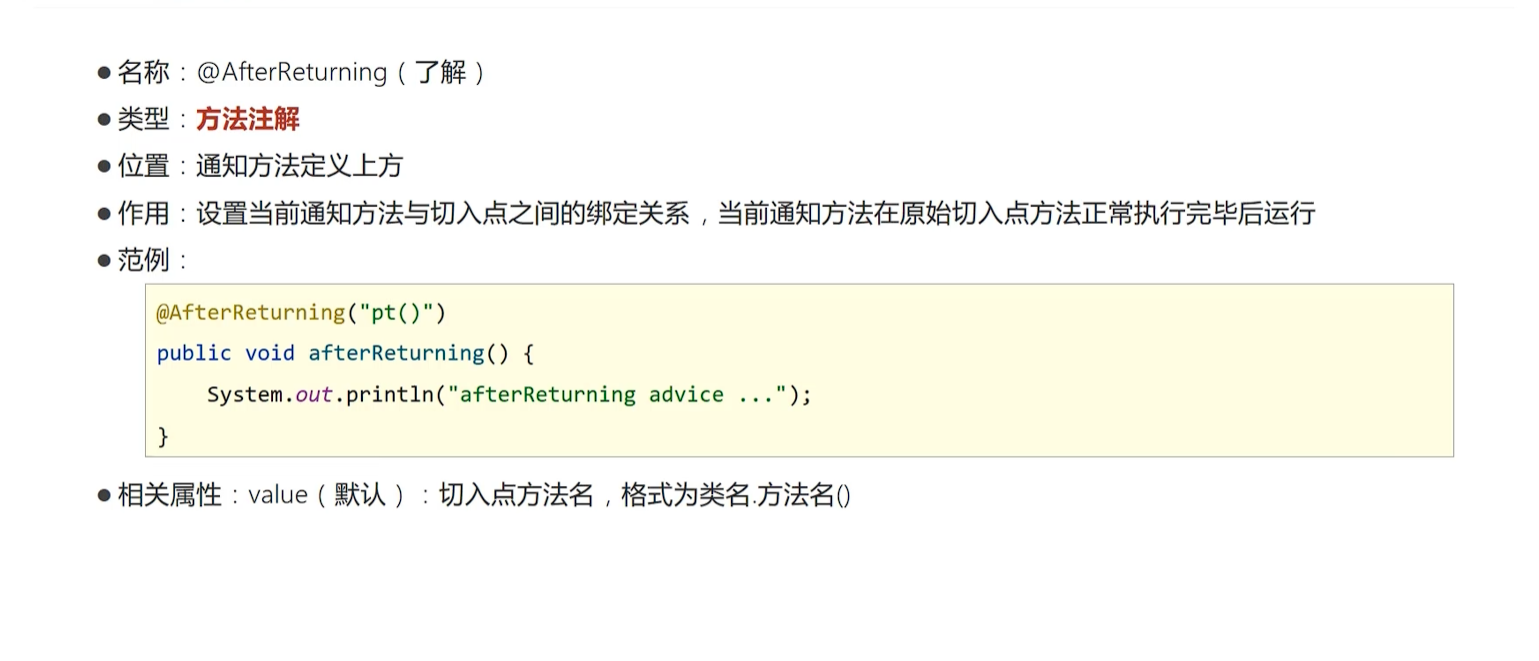 ● 名称：@AfterReturning（了解）
● 类型：方法注解
● 位置：通知方法定义上方
● 作用：设置当前通知方法与切入点之间的绑定关系，当前通知方法在原始切入点方法正常执行完毕后运行
● 范例：
@AfterReturning("pt()")
public void afterReturning() {
    System.out.println("afterReturning advice ...");
}
● 相关属性：value（默认）：切入点方法名，格式为类名.方法名()